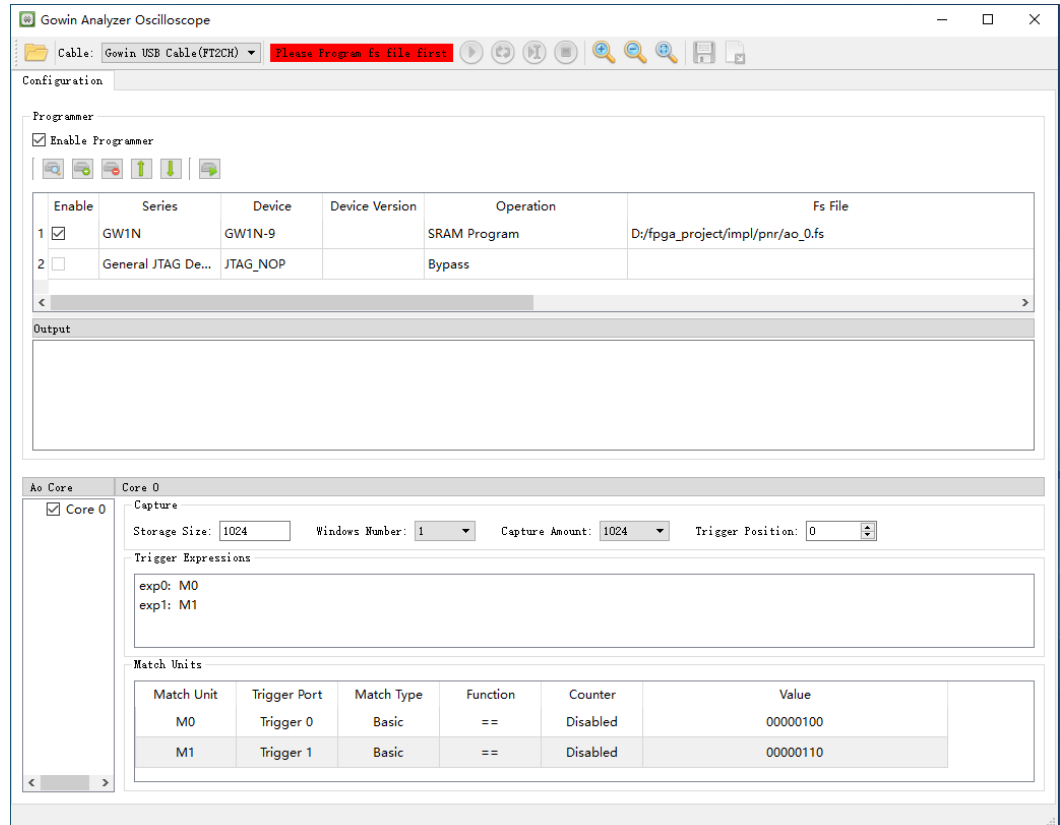 Gowin Analyzer Oscilloscope
Cable: Gowin USB Cable(FT2CH) Please Program fs file first
Configuration
Programmer
Enable Programmer
Enable Series Device Device Version Operation Fs File
1 GW1N GW1N-9 SRAM Program D:/fpga_project/impl/pnr/ao_0.fs
2 General JTAG De... JTAG_NOP Bypass
Output
Ao Core Core 0
Core 0
Capture
Storage Size: 1024 Windows Number: 1 Capture Amount: 1024 Trigger Position: 0
Trigger Expressions
exp0: M0
exp1: M1
Match Units
Match Unit Trigger Port Match Type Function Counter Value
M0 Trigger 0 Basic == Disabled 00000100
M1 Trigger 1 Basic == Disabled 00000110